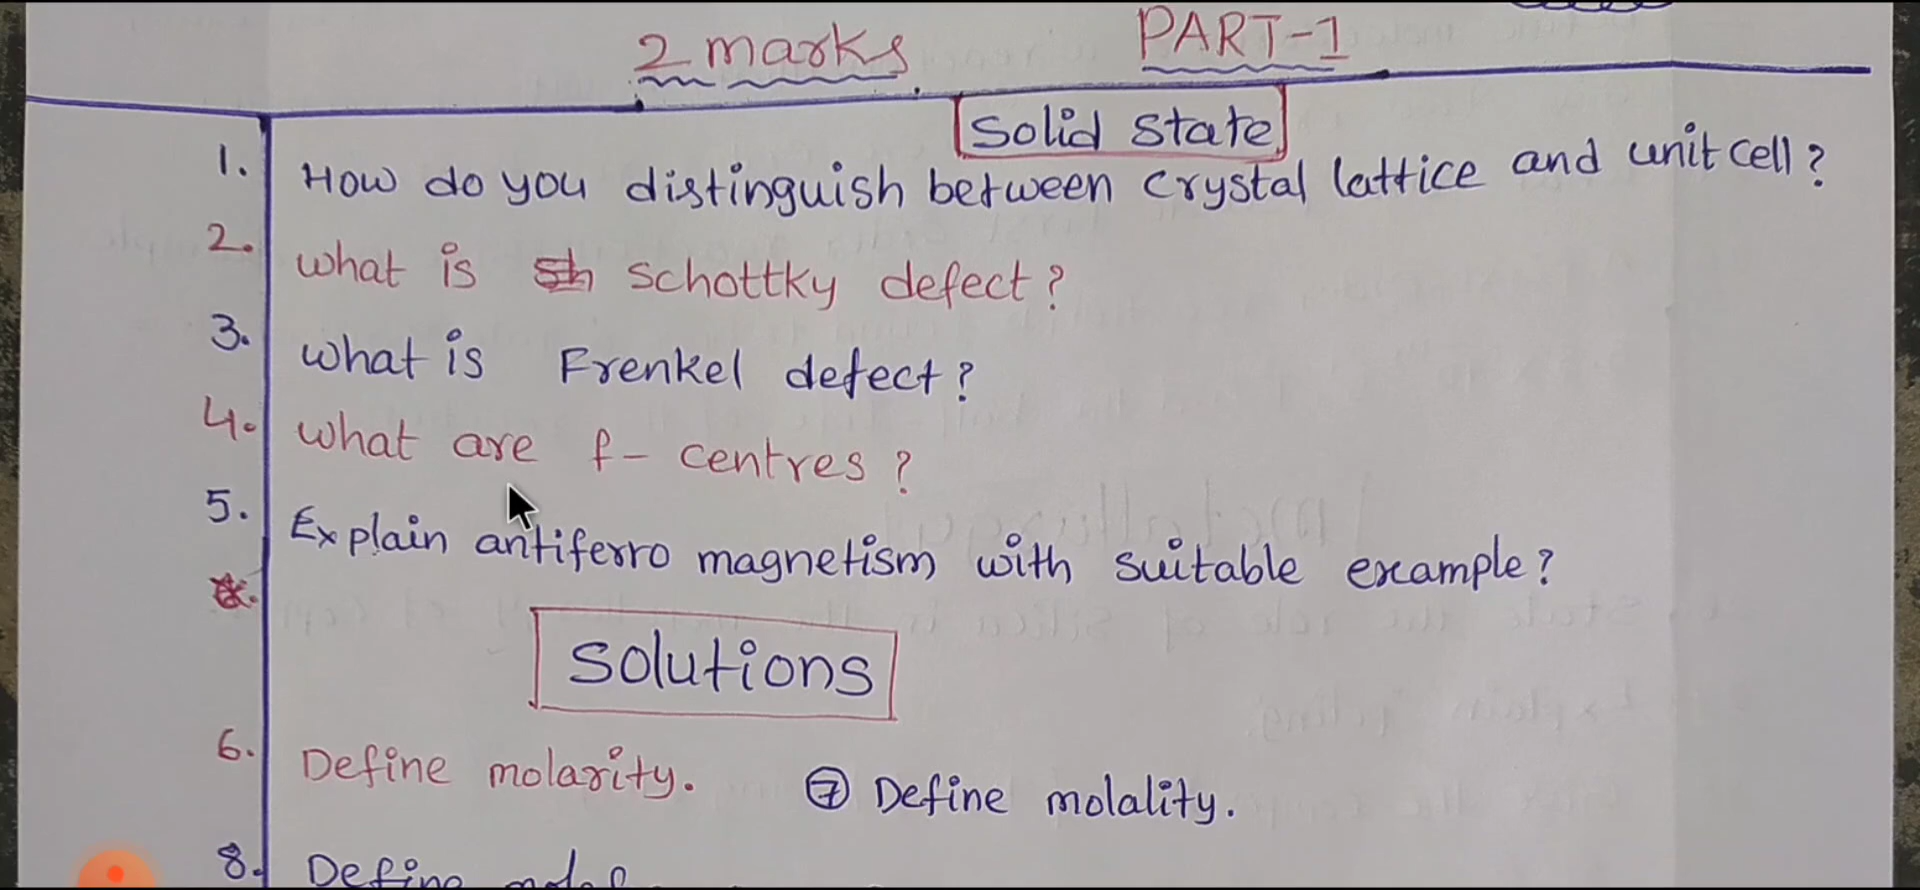 2 marks PART-1
Solid State
1. How do you distinguish between crystal lattice and unit cell?
2. What is Schottky defect?
3. What is Frenkel defect?
4. What are f- centres?
5. Explain antiferro magnetism with suitable example?
Solutions
6. Define molarity. 7 Define molality.
8. Define